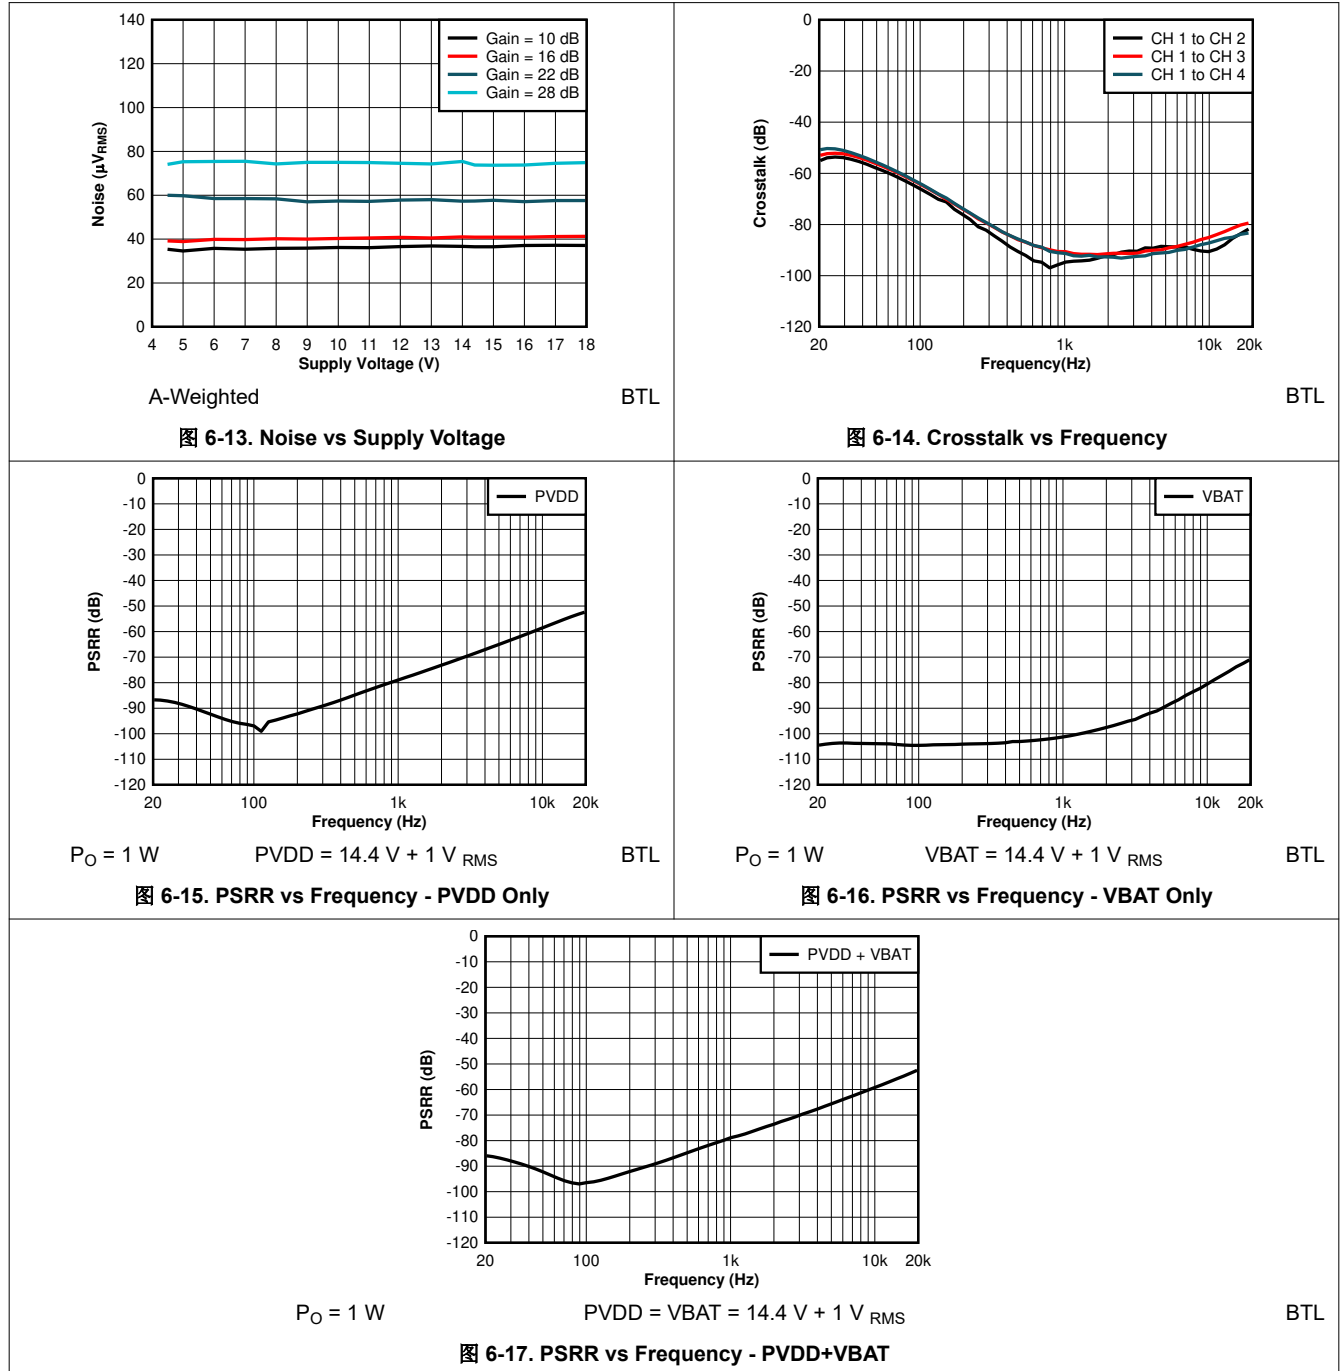 140
120
100
80
60
40
20
0
Noise (µVRMS)
Gain = 10 dB
Gain = 16 dB
Gain = 22 dB
Gain = 28 dB
4 5 6 7 8 9 10 11 12 13 14 15 16 17 18
Supply Voltage (V)
A-Weighted BTL
图 6-13. Noise vs Supply Voltage
0
-20
-40
-60
-80
-100
-120
Crosstalk (dB)
CH 1 to CH 2
CH 1 to CH 3
CH 1 to CH 4
20 100 1k 10k 20k
Frequency(Hz)
BTL
图 6-14. Crosstalk vs Frequency
0
-10
-20
-30
-40
-50
-60
-70
-80
-90
-100
-110
-120
PSRR (dB)
PVDD
20 100 1k 10k 20k
Frequency (Hz)
PO = 1 W PVDD = 14.4 V + 1 V RMS BTL
图 6-15. PSRR vs Frequency - PVDD Only
0
-10
-20
-30
-40
-50
-60
-70
-80
-90
-100
-110
-120
PSRR (dB)
VBAT
20 100 1k 10k 20k
Frequency (Hz)
PO = 1 W VBAT = 14.4 V + 1 V RMS BTL
图 6-16. PSRR vs Frequency - VBAT Only
0
-10
-20
-30
-40
-50
-60
-70
-80
-90
-100
-110
-120
PSRR (dB)
PVDD + VBAT
20 100 1k 10k 20k
Frequency (Hz)
PO = 1 W PVDD = VBAT = 14.4 V + 1 V RMS BTL
图 6-17. PSRR vs Frequency - PVDD+VBAT